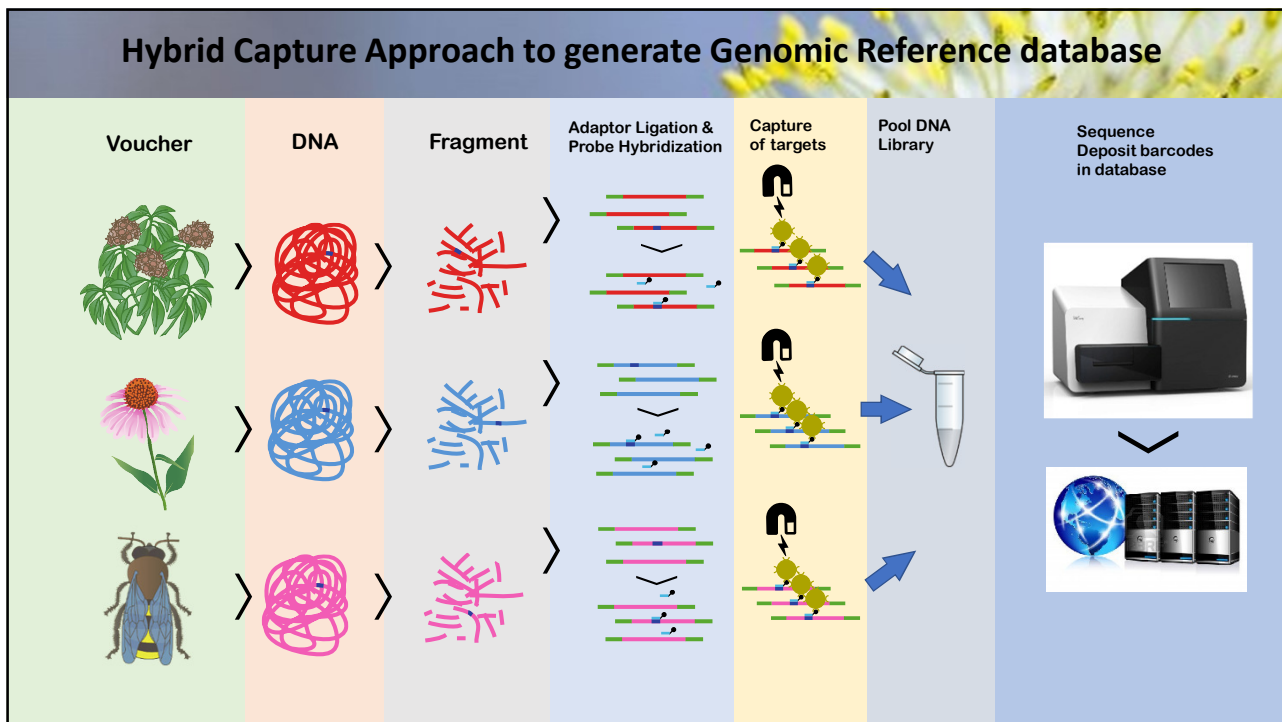 Hybrid Capture Approach to generate Genomic Reference database
Voucher
DNA
Fragment
Adaptor Ligation &
Probe Hybridization
Capture
of targets
Pool DNA
Library
Sequence
Deposit barcodes
in database